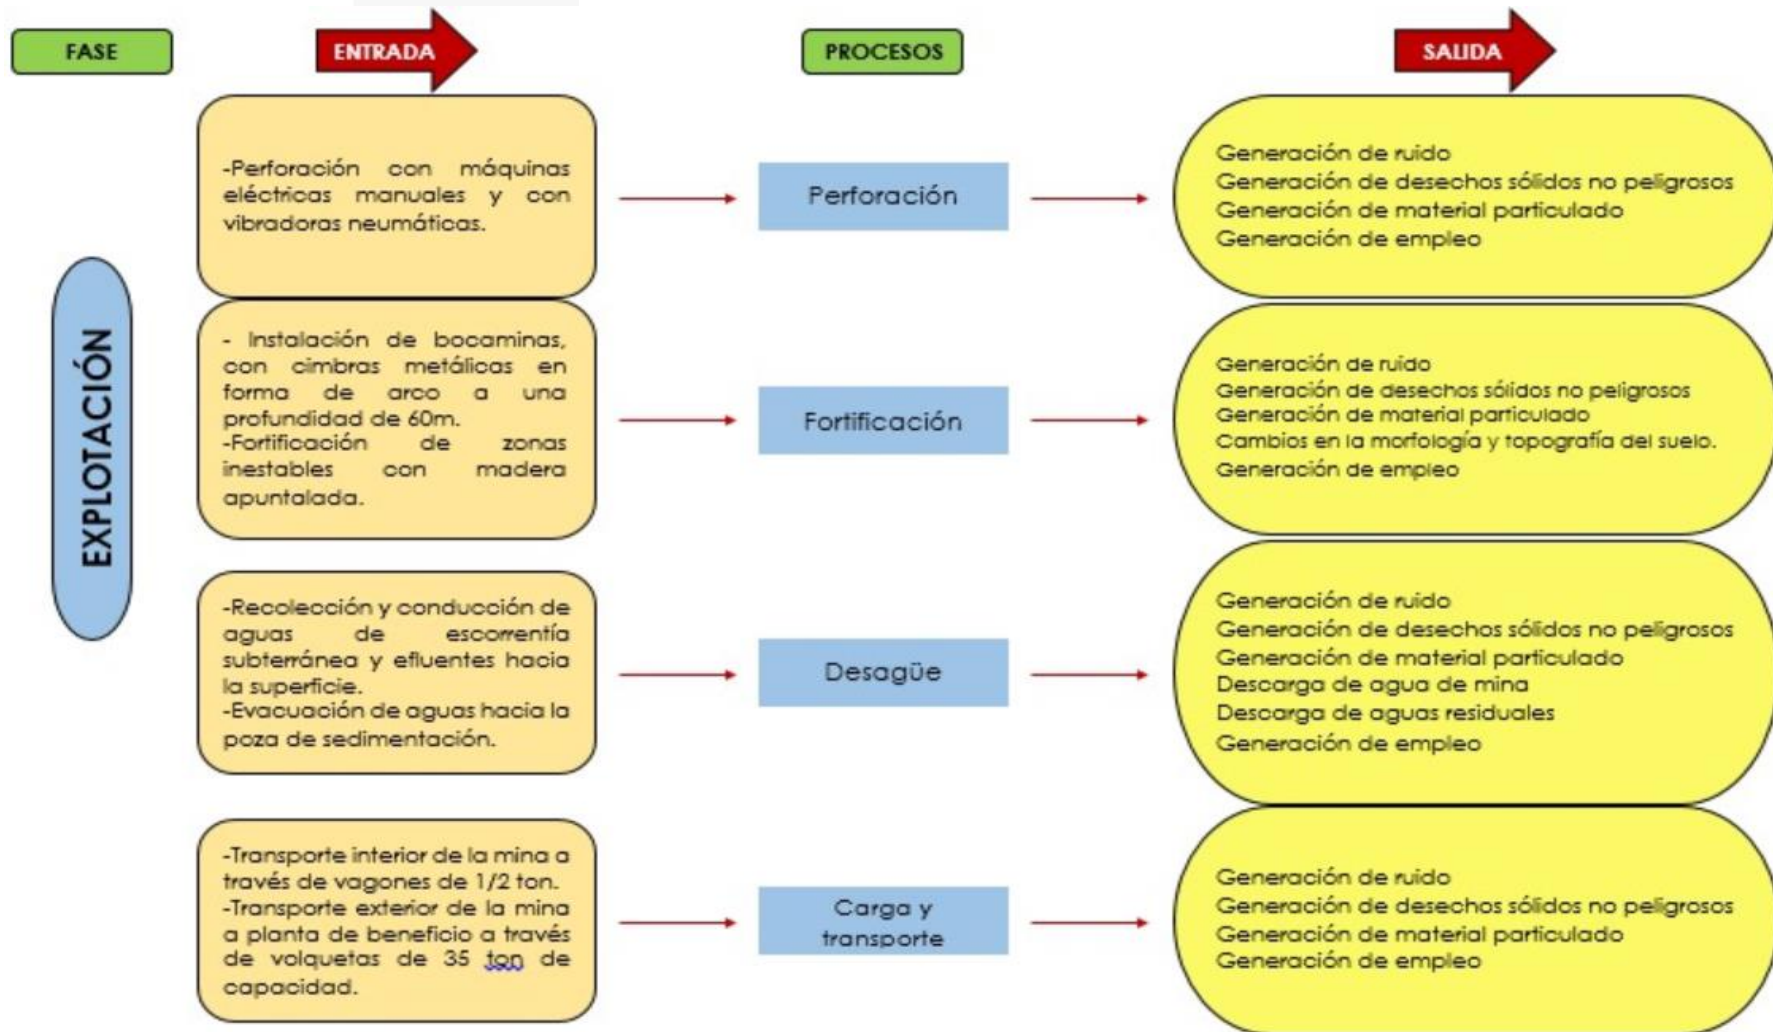 FASE
ENTRADA
PROCESOS
SALIDA
EXPLOTACIÓN
-Perforación con máquinas
eléctricas manuales y con
vibradoras neumáticas.
Perforación
Generación de ruido
Generación de desechos sólidos no peligrosos
Generación de material particulado
Generación de empleo
- Instalación de bocaminas,
con cimbras metálicas en
forma de arco a una
profundidad de 60m.
-Fortificación de zonas
inestables con madera
apuntalada.
Fortificación
Generación de ruido
Generación de desechos sólidos no peligrosos
Generación de material particulado
Cambios en la morfología y topografía del suelo.
Generación de empleo
-Recolección y conducción de
aguas de escorrentía
subterránea y efluentes hacia
la superficie.
-Evacuación de aguas hacia la
poza de sedimentación.
Desagüe
Generación de ruido
Generación de desechos sólidos no peligrosos
Generación de material particulado
Descarga de agua de mina
Descarga de aguas residuales
Generación de empleo
-Transporte interior de la mina a
través de vagones de 1/2 ton.
-Transporte exterior de la mina
a planta de beneficio a través
de volquetas de 35 ton de
capacidad.
Carga y
transporte
Generación de ruido
Generación de desechos sólidos no peligrosos
Generación de material particulado
Generación de empleo